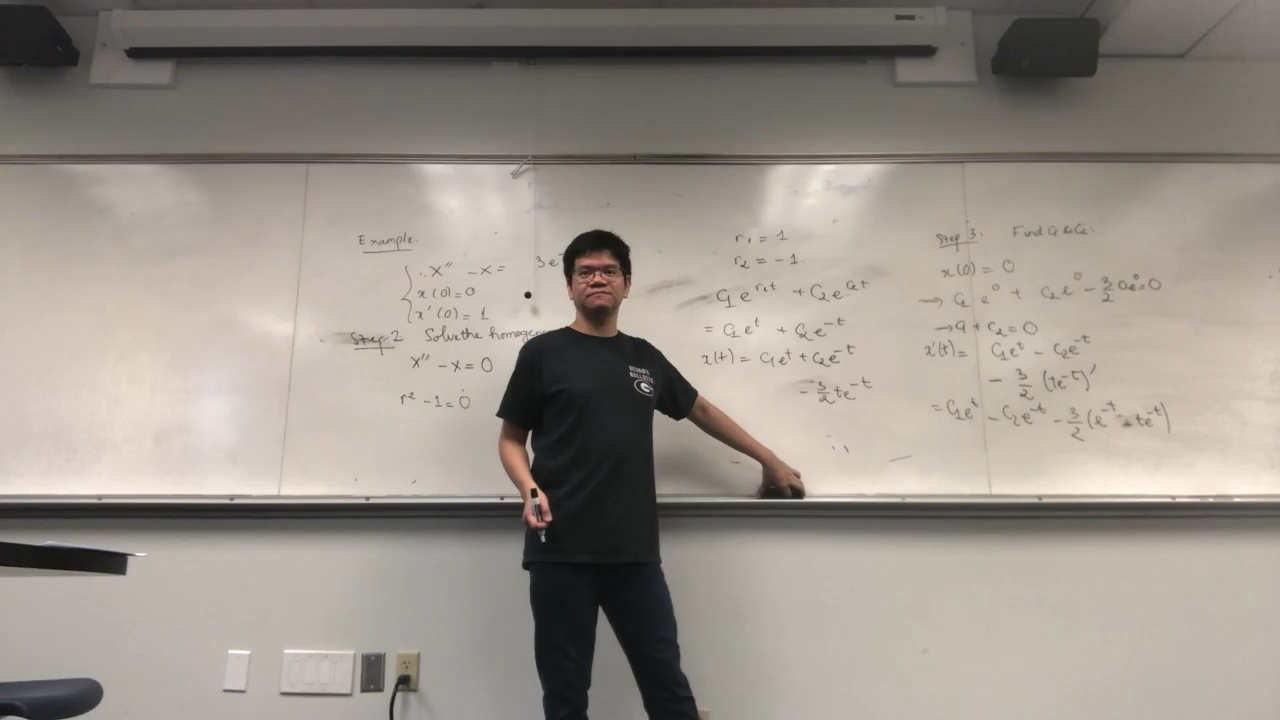 Example.
x'' - x = 3e⁻
x(0) = 0
x'(0) = 1
Step 2 Solve the homogen
x'' - x = 0
r² - 1 = 0
GEORGIA
BULLDOGS
G
r₁ = 1
r₂ = -1.
C₁e^{r₁t} + C₂e^{r₂t}
= C₁e^t + C₂e^{-t}
x(t) = C₁e^t + C₂e^{-t}
- 3/2 te^{-t}
Step 3. Find C₁ & C₂.
x(0) = 0
→ C₁e⁰ + C₂e⁰ - 3/2 0e⁰ = 0
→ C₁ + C₂ = 0
x'(t) = C₁e^t - C₂e^{-t}
- 3/2 (te^{-t})'
= C₁e^t - C₂e^{-t} - 3/2 (e^{-t} - te^{-t})